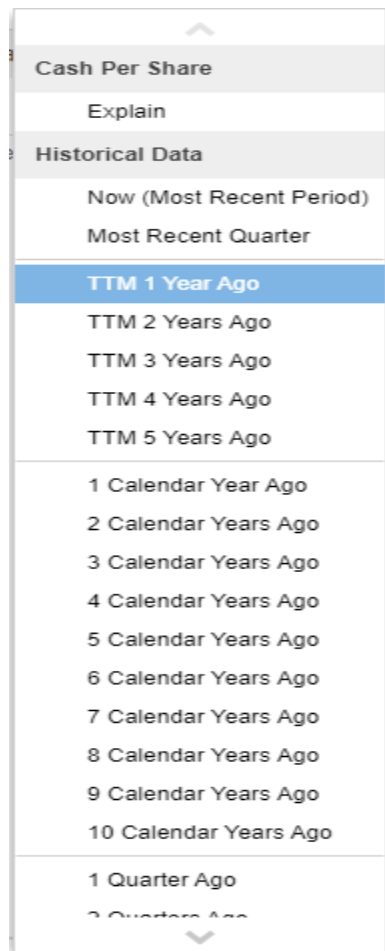 Cash Per Share
Explain
Historical Data
Now (Most Recent Period)
Most Recent Quarter
TTM 1 Year Ago
TTM 2 Years Ago
TTM 3 Years Ago
TTM 4 Years Ago
TTM 5 Years Ago
1 Calendar Year Ago
2 Calendar Years Ago
3 Calendar Years Ago
4 Calendar Years Ago
5 Calendar Years Ago
6 Calendar Years Ago
7 Calendar Years Ago
8 Calendar Years Ago
9 Calendar Years Ago
10 Calendar Years Ago
1 Quarter Ago
2 Quarters Ago